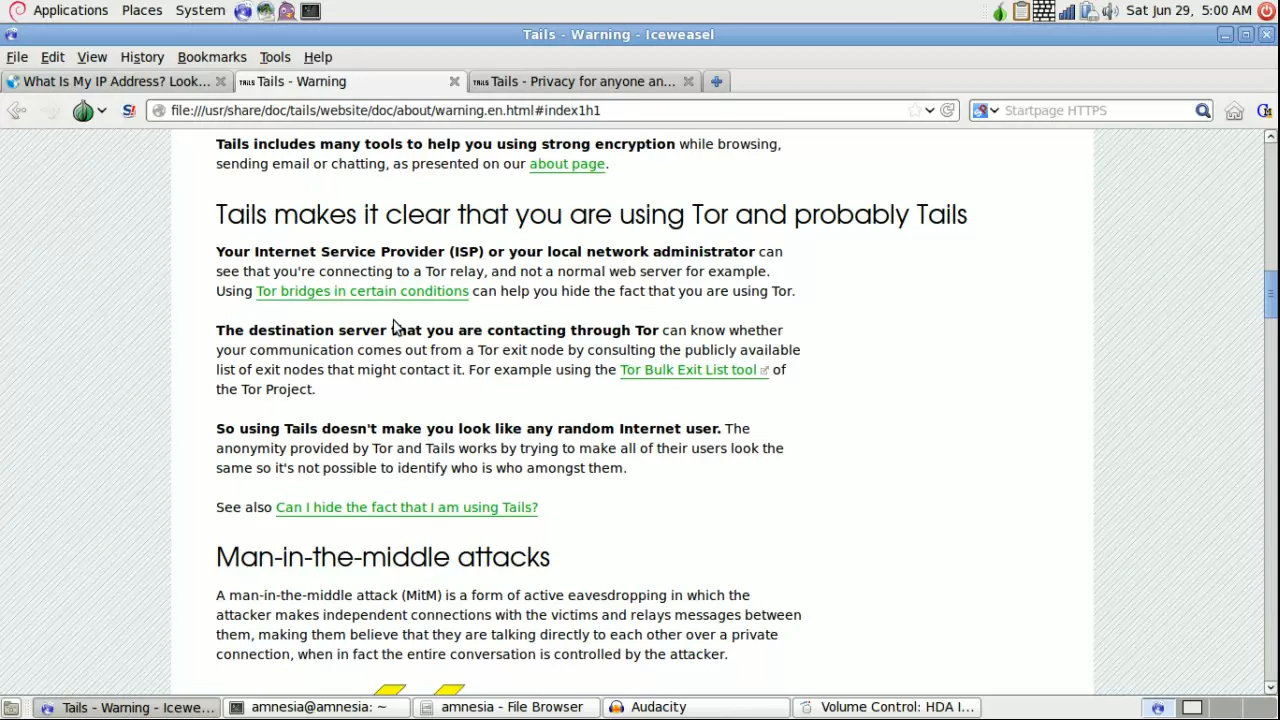 Applications Places System Sat Jun 29, 5:00 AM
Tails - Warning - Iceweasel
File Edit View History Bookmarks Tools Help
What Is My IP Address? Look... TAILS Tails - Warning TAILS Tails - Privacy for anyone an...
file:///usr/share/doc/tails/website/doc/about/warning.en.html#index1h1 Startpage HTTPS
Tails includes many tools to help you using strong encryption while browsing,
sending email or chatting, as presented on our about page.
Tails makes it clear that you are using Tor and probably Tails
Your Internet Service Provider (ISP) or your local network administrator can
see that you're connecting to a Tor relay, and not a normal web server for example.
Using Tor bridges in certain conditions can help you hide the fact that you are using Tor.
The destination server that you are contacting through Tor can know whether
your communication comes out from a Tor exit node by consulting the publicly available
list of exit nodes that might contact it. For example using the Tor Bulk Exit List tool of
the Tor Project.
So using Tails doesn't make you look like any random Internet user. The
anonymity provided by Tor and Tails works by trying to make all of their users look the
same so it's not possible to identify who is who amongst them.
See also Can I hide the fact that I am using Tails?
Man-in-the-middle attacks
A man-in-the-middle attack (MitM) is a form of active eavesdropping in which the
attacker makes independent connections with the victims and relays messages between
them, making them believe that they are talking directly to each other over a private
connection, when in fact the entire conversation is controlled by the attacker.
Tails - Warning - Icewe... amnesia@amnesia: ~ amnesia - File Browser Audacity Volume Control: HDA I...